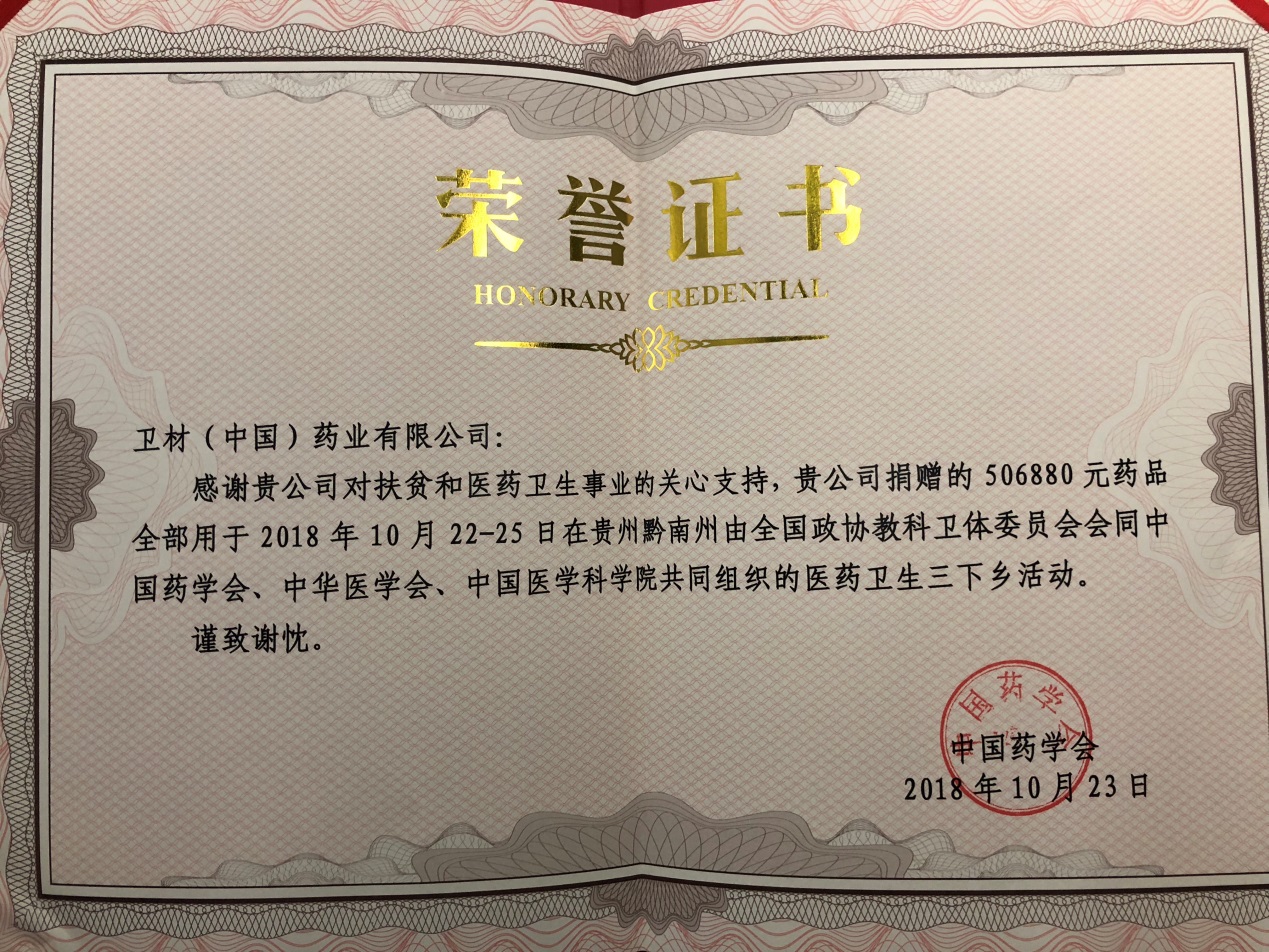 荣誉证书
HONORARY CREDENTIAL
卫材（中国）药业有限公司：
感谢贵公司对扶贫和医药卫生事业的关心支持，贵公司捐赠的 506880 元药品
全部用于 2018 年 10 月 22-25 日在贵州黔南州由全国政协教科卫体委员会会同中
国药学会、中华医学会、中国医学科学院共同组织的医药卫生三下乡活动。
谨致谢忱。
中国药学会
中国药学会
2018 年 10 月 23 日